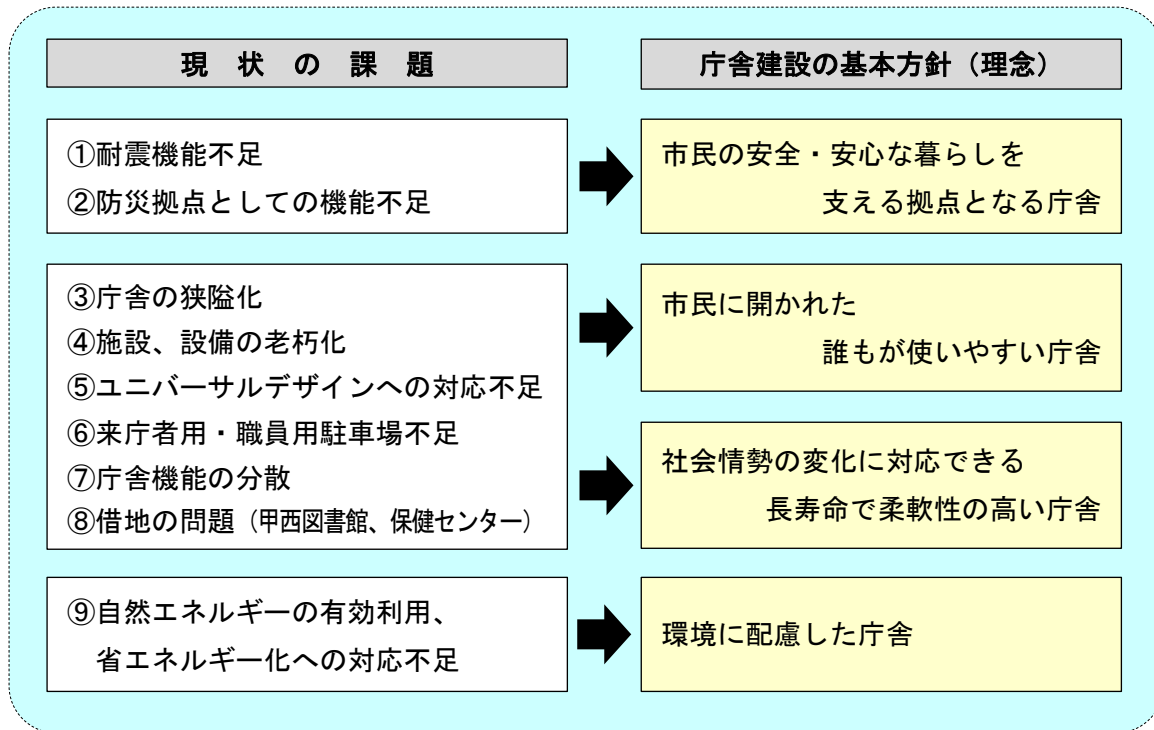 現状の課題
庁舎建設の基本方針（理念）
①耐震機能不足
②防災拠点としての機能不足
市民の安全・安心な暮らしを
支える拠点となる庁舎
③庁舎の狭隘化
④施設、設備の老朽化
⑤ユニバーサルデザインへの対応不足
⑥来庁者用・職員用駐車場不足
⑦庁舎機能の分散
⑧借地の問題（甲西図書館、保健センター）
市民に開かれた
誰もが使いやすい庁舎
社会情勢の変化に対応できる
長寿命で柔軟性の高い庁舎
⑨自然エネルギーの有効利用、
省エネルギー化への対応不足
環境に配慮した庁舎